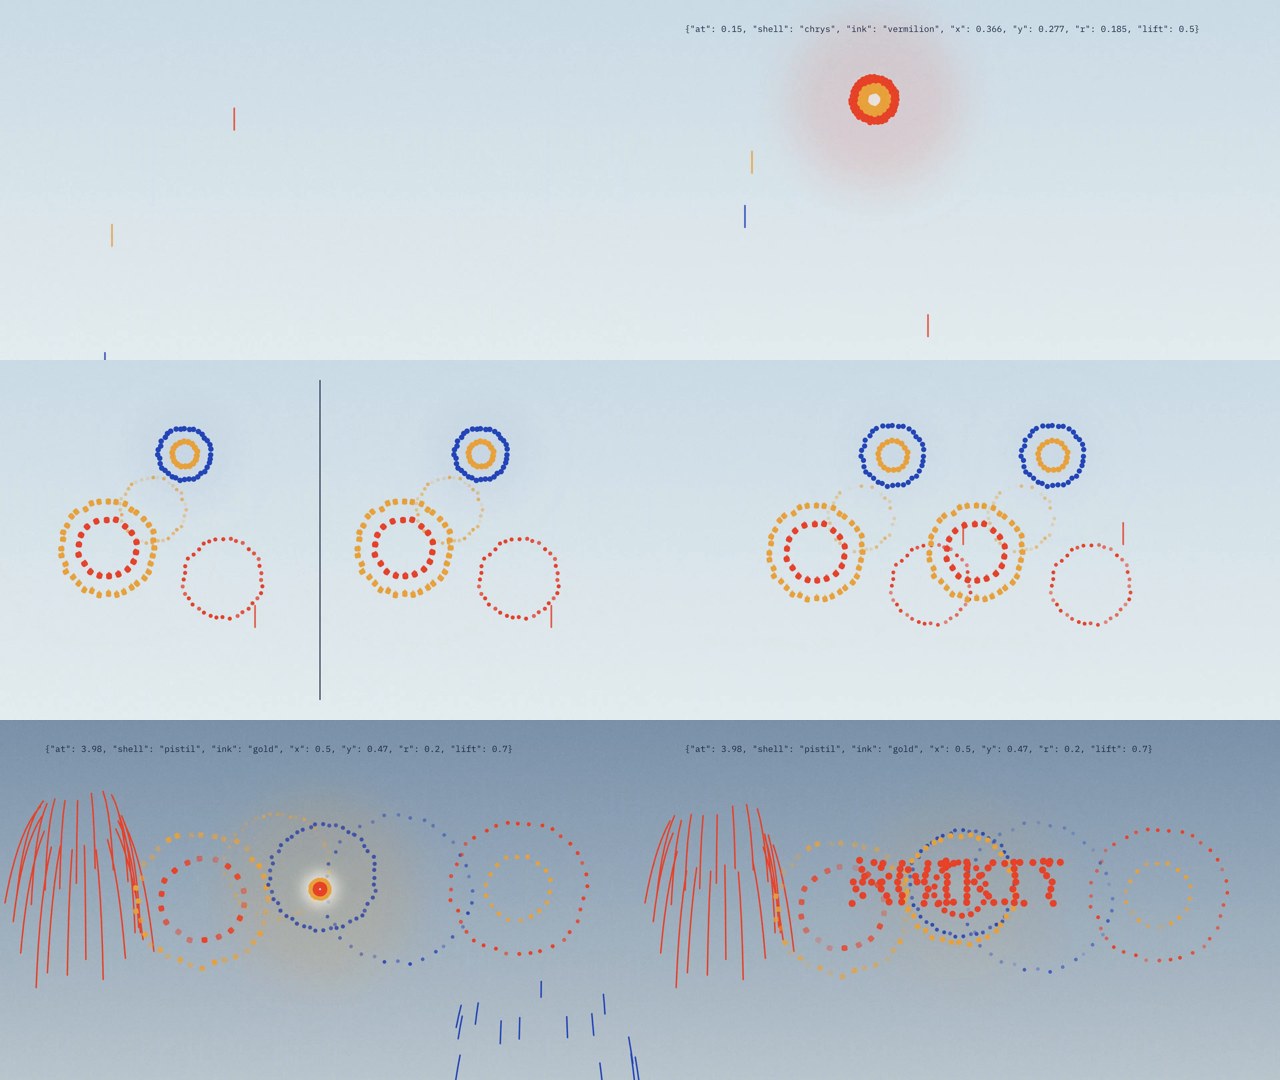 {"at": 0.15, "shell": "chrys", "ink": "vermilion", "x": 0.366, "y": 0.277, "r": 0.185, "lift": 0.5}
{"at": 3.98, "shell": "pistil", "ink": "gold", "x": 0.5, "y": 0.47, "r": 0.2, "lift": 0.7}
{"at": 3.98, "shell": "pistil", "ink": "gold", "x": 0.5, "y": 0.47, "r": 0.2, "lift": 0.7}